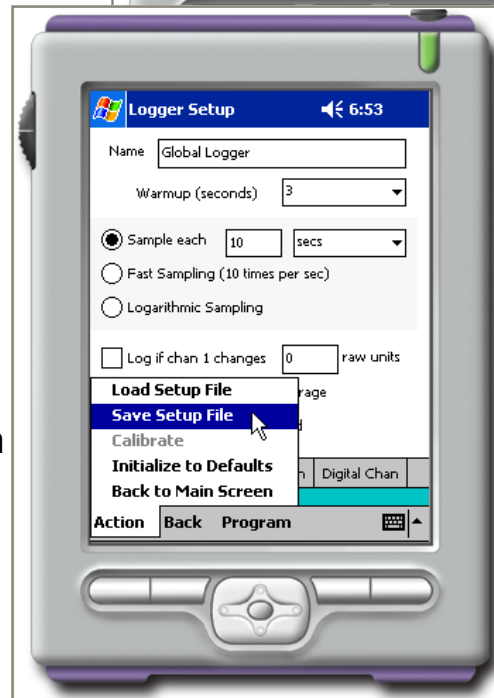 Logger Setup 6:53
Name Global Logger
Warmup (seconds) 3
Sample each 10 secs
Fast Sampling (10 times per sec)
Logarithmic Sampling
Log if chan 1 changes 0 raw units
Load Setup File
Save Setup File
Calibrate
Initialize to Defaults
Digital Chan
Back to Main Screen
Action Back Program